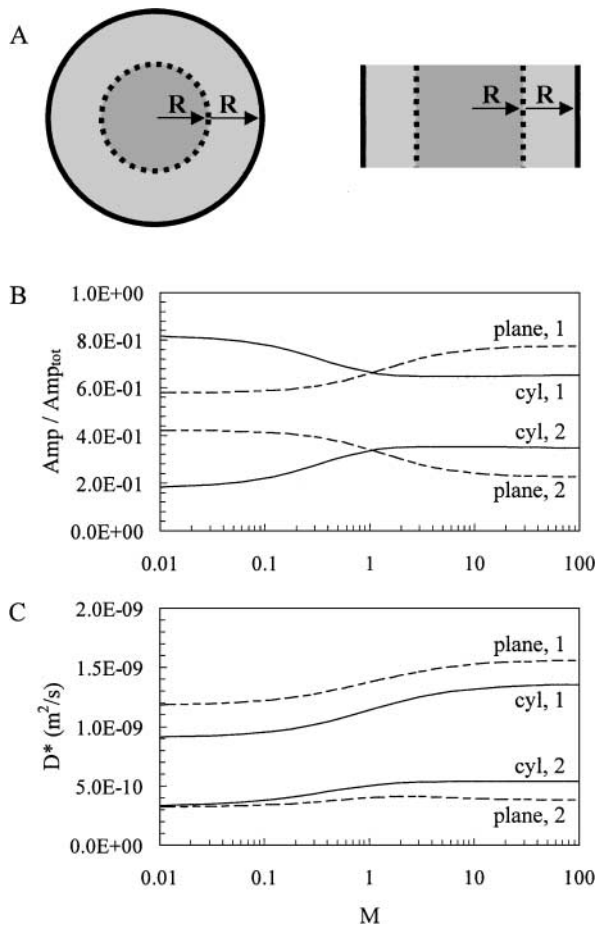 A
R R
R R
B
1.0E+00
8.0E-01
6.0E-01
4.0E-01
2.0E-01
0.0E+00
Amp / Amptot
plane, 1
cyl, 1
cyl, 2
plane, 2
0.01 0.1 1 10 100
C
2.0E-09
1.5E-09
1.0E-09
5.0E-10
0.0E+00
D* (m²/s)
plane, 1
cyl, 1
cyl, 2
plane, 2
0.01 0.1 1 10 100
M